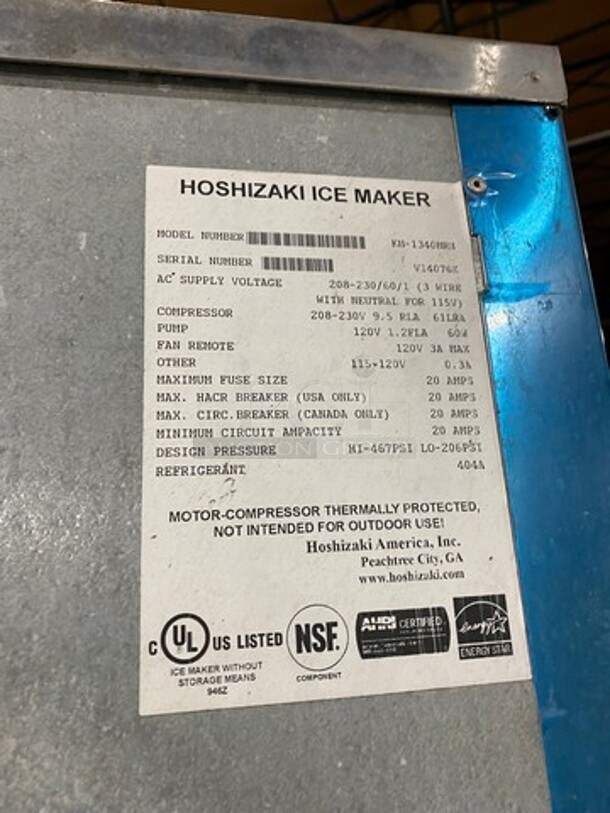 HOSHIZAKI ICE MAKER
MODEL NUMBER KM-1340MRH
SERIAL NUMBER V14076K
AC SUPPLY VOLTAGE 208-230/60/1 (3 WIRE
WITH NEUTRAL FOR 115V)
COMPRESSOR 208-230V 9.5 RLA 61LRA
PUMP 120V 1.2FLA 60W
FAN REMOTE 120V 3A MAX
OTHER 115-120V 0.3A
MAXIMUM FUSE SIZE 20 AMPS
MAX. HACR BREAKER (USA ONLY) 20 AMPS
MAX. CIRC.BREAKER (CANADA ONLY) 20 AMPS
MINIMUM CIRCUIT AMPACITY 20 AMPS
DESIGN PRESSURE HI-467PSI LO-206PSI
REFRIGERANT 404A
MOTOR-COMPRESSOR THERMALLY PROTECTED,
NOT INTENDED FOR OUTDOOR USE!
Hoshizaki America, Inc.
Peachtree City, GA
www.hoshizaki.com
C UL US LISTED
ICE MAKER WITHOUT
STORAGE MEANS
946Z
NSF.
COMPONENT
AHRI CERTIFIED
energy
ENERGY STAR